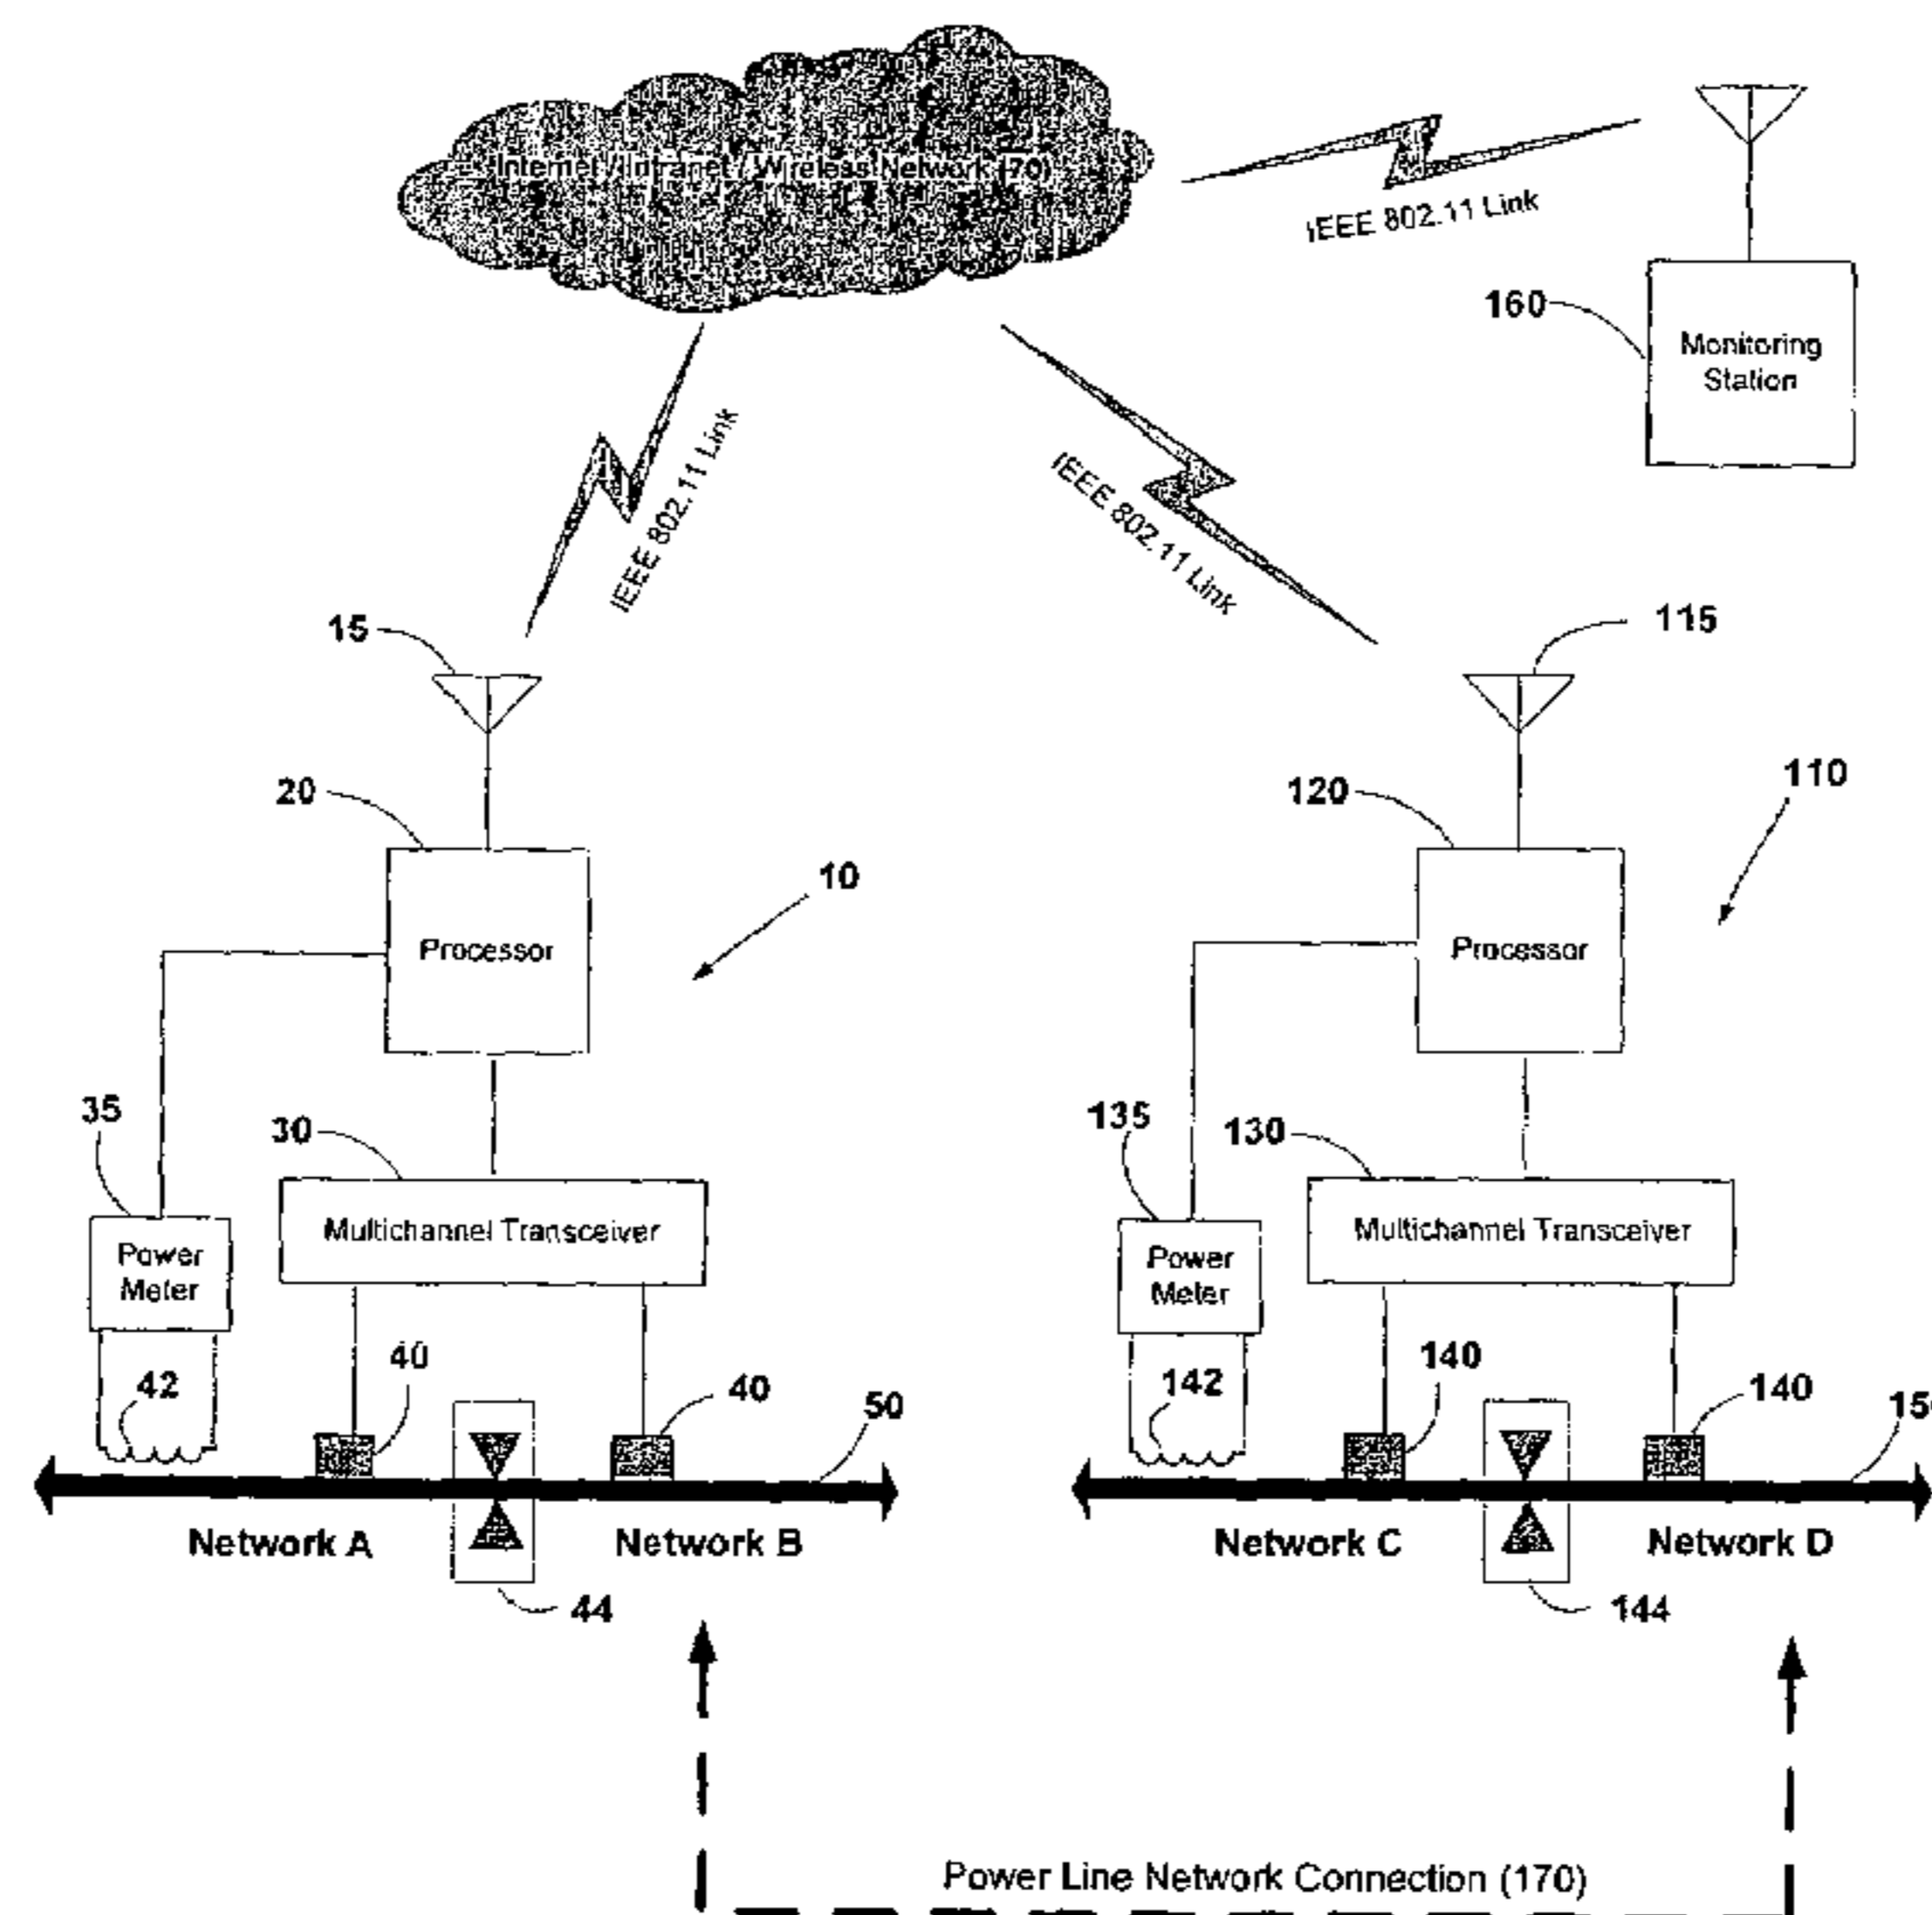 Internet / Intranet / Wireless Network (70)
IEEE 802.11 Link
160
Monitoring
Station
IEEE 802.11 Link
IEEE 802.11 Link
15
115
20
120
110
10
Processor
Processor
35
30
135
130
Multichannel Transceiver
Multichannel Transceiver
Power
Meter
Power
Meter
40
140
42
40
50
142
140
Network A
Network B
Network C
Network D
44
144
Power Line Network Connection (170)